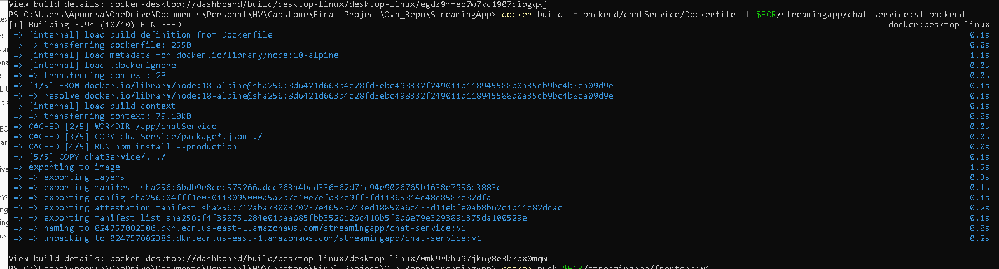 View build details: docker-desktop://dashboard/build/desktop-linux/desktop-linux/egdz9mfeo7w7vc1907qipgqxj
PS C:\Users\Apoorva\OneDrive\Documents\Personal\HV\Capstone\Final Project\Own_Repo\StreamingApp> docker build -f backend/chatService/Dockerfile -t $ECR/streamingapp/chat-service:v1 backend
[+] Building 3.9s (10/10) FINISHED docker:desktop-linux
=> [internal] load build definition from Dockerfile 0.1s
=> => transferring dockerfile: 255B 0.0s
=> [internal] load metadata for docker.io/library/node:18-alpine 1.1s
=> [internal] load .dockerignore 0.0s
=> => transferring context: 2B 0.0s
=> [1/5] FROM docker.io/library/node:18-alpine@sha256:8d6421d663b4c28fd3ebc498332f249011d118945588d0a35cb9bc4b8ca09d9e 0.1s
=> => resolve docker.io/library/node:18-alpine@sha256:8d6421d663b4c28fd3ebc498332f249011d118945588d0a35cb9bc4b8ca09d9e 0.1s
=> [internal] load build context 0.1s
=> => transferring context: 79.10kB 0.0s
=> CACHED [2/5] WORKDIR /app/chatService 0.0s
=> CACHED [3/5] COPY chatService/package*.json ./ 0.0s
=> CACHED [4/5] RUN npm install --production 0.0s
=> [5/5] COPY chatService/. ./ 0.1s
=> exporting to image 1.5s
=> => exporting layers 0.3s
=> => exporting manifest sha256:6bdb9e8cec575266adcc763a4bcd336f62d71c94e9026765b1638e7956c3883c 0.1s
=> => exporting config sha256:04fff1e030113095000a5a2b7c10e7efd37c9ff3fd11365814c48c8587c82dfa 0.1s
=> => exporting attestation manifest sha256:712aba7300370237e4658b243ed18850a6c433d11ebfe0ab8b62c1d11c82dcac 0.2s
=> => exporting manifest list sha256:f4f358751284e01baa685fbb3526126c416b5f8d6e79e3293891375da100529e 0.1s
=> => naming to 024757002386.dkr.ecr.us-east-1.amazonaws.com/streamingapp/chat-service:v1 0.0s
=> => unpacking to 024757002386.dkr.ecr.us-east-1.amazonaws.com/streamingapp/chat-service:v1 0.2s
View build details: docker-desktop://dashboard/build/desktop-linux/desktop-linux/0mk9vkhu97jk6y8e3k7dx0mqw
PS C:\Users\Apoorva\OneDrive\Documents\Personal\HV\Capstone\Final Project\Own_Repo\StreamingApp> docker push $ECR/streamingapp/frontend:v1